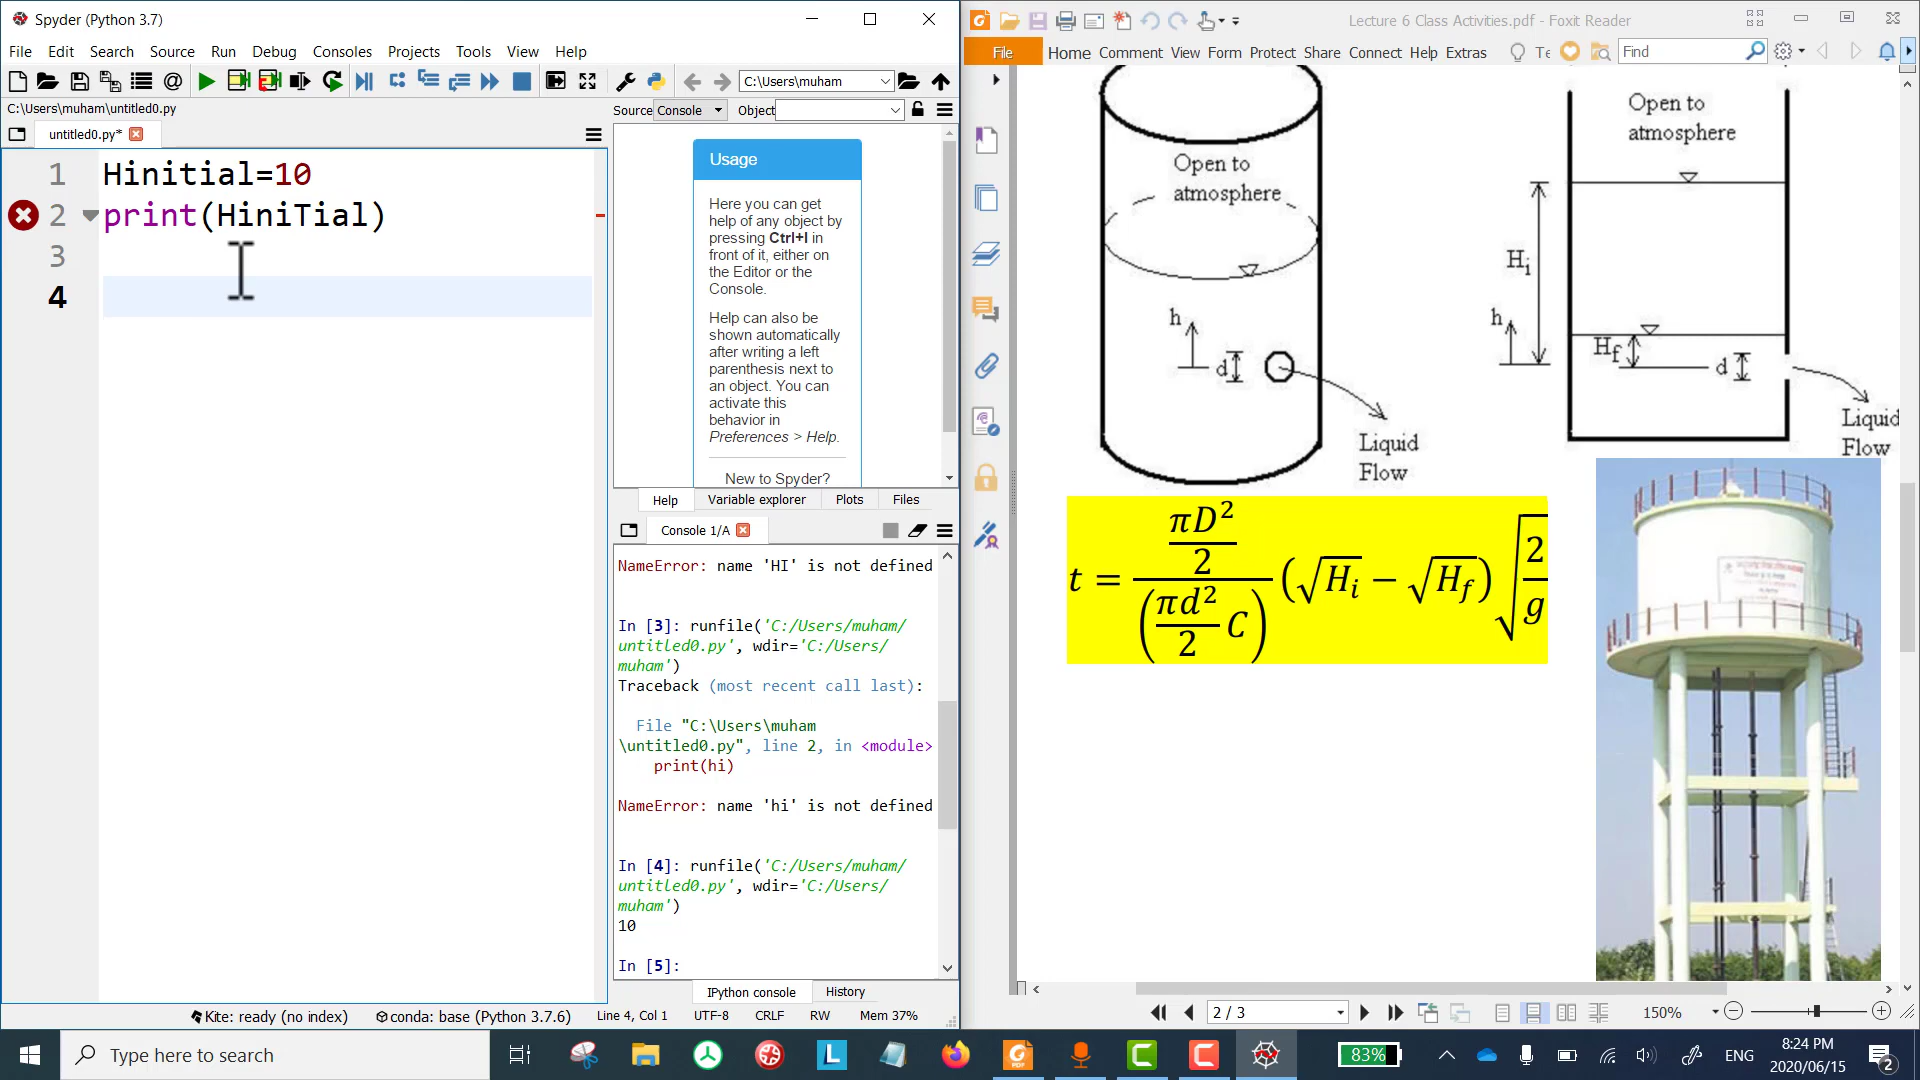 Spyder (Python 3.7)
File Edit Search Source Run Debug Consoles Projects Tools View Help
C:\Users\muham
C:\Users\muham\untitled0.py
untitled0.py*
1 Hinitial=10
2 print(HiniTial)
3
4
Source Console Object
Usage
Here you can get
help of any object by
pressing Ctrl+I in
front of it, either on
the Editor or the
Console.
Help can also be
shown automatically
after writing a left
parenthesis next to
an object. You can
activate this
behavior in
Preferences > Help.
New to Spyder?
Help Variable explorer Plots Files
Console 1/A
NameError: name 'HI' is not defined
In [3]: runfile('C:/Users/muham/
untitled0.py', wdir='C:/Users/
muham')
Traceback (most recent call last):
File "C:\Users\muham
\untitled0.py", line 2, in <module>
print(hi)
NameError: name 'hi' is not defined
In [4]: runfile('C:/Users/muham/
untitled0.py', wdir='C:/Users/
muham')
10
In [5]:
IPython console History
Kite: ready (no index) conda: base (Python 3.7.6) Line 4, Col 1 UTF-8 CRLF RW Mem 37%
Lecture 6 Class Activities.pdf - Foxit Reader
File Home Comment View Form Protect Share Connect Help Extras Te Find
Open to
atmosphere
h
d
Liquid
Flow
Open to
atmosphere
Hi
h
Hf
d
Liquid
Flow
t = (πD²/2)/(πd²/2 C) (√Hi − √Hf) √(2/g)
2 / 3
150%
Type here to search
83%
ENG
8:24 PM
2020/06/15
2